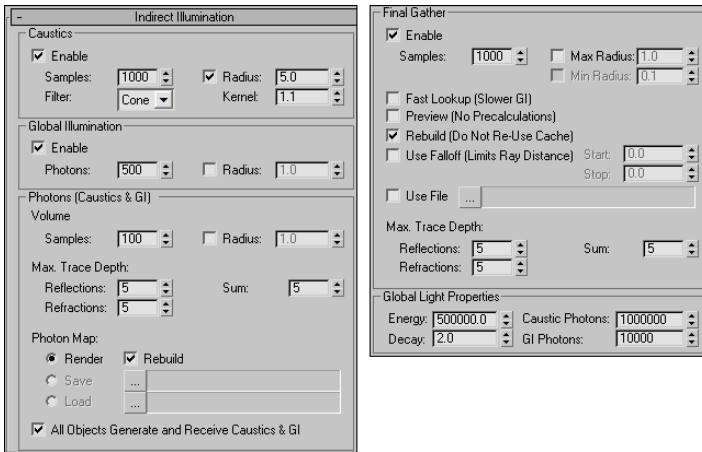 - Indirect Illumination
Caustics
Enable
Samples: 1000 Radius: 5.0
Filter: Cone Kernel: 1.1
Global Illumination
Enable
Photons: 500 Radius: 1.0
Photons (Caustics & GI)
Volume
Samples: 100 Radius: 1.0
Max. Trace Depth:
Reflections: 5 Sum: 5
Refractions: 5
Photon Map:
Render Rebuild
Save ...
Load ...
All Objects Generate and Receive Caustics & GI
Final Gather
Enable
Samples: 1000 Max Radius: 1.0
Min Radius: 0.1
Fast Lookup (Slower GI)
Preview (No Precalculations)
Rebuild (Do Not Re-Use Cache)
Use Falloff (Limits Ray Distance) Start: 0.0
Stop: 0.0
Use File ...
Max. Trace Depth:
Reflections: 5 Sum: 5
Refractions: 5
Global Light Properties
Energy: 500000.0 Caustic Photons: 1000000
Decay: 2.0 GI Photons: 10000